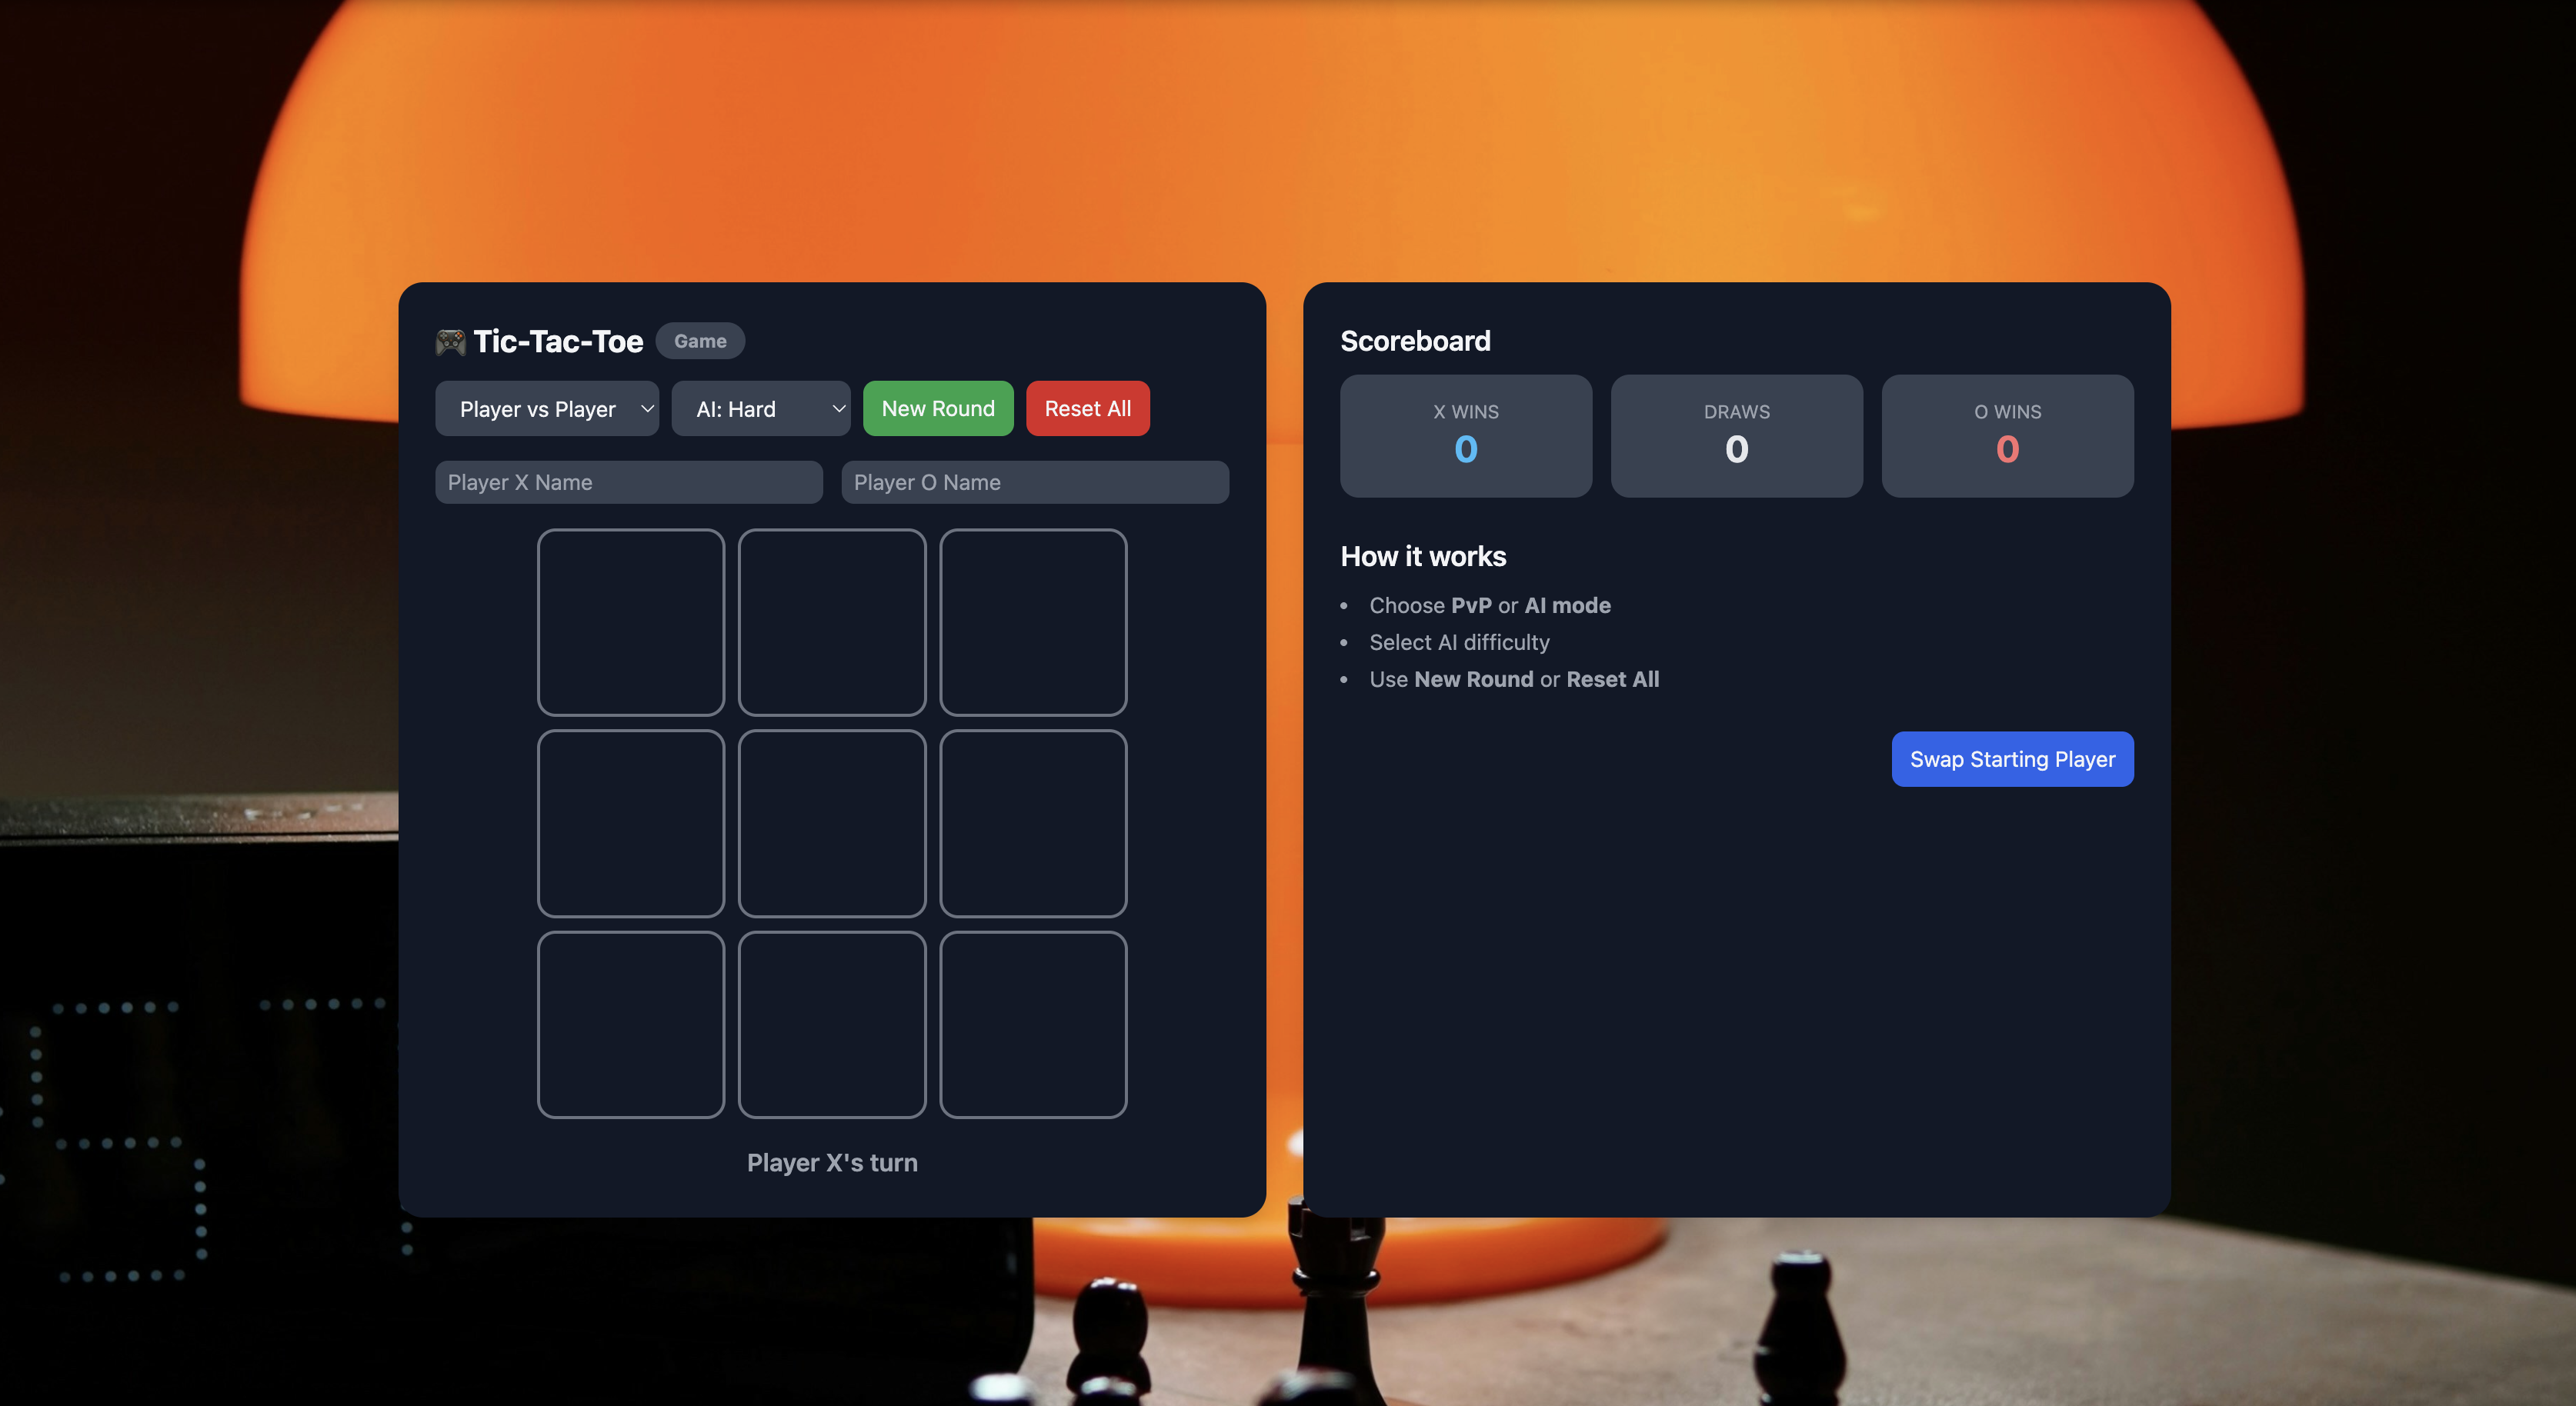 🎮 Tic-Tac-Toe Game
Player vs Player AI: Hard New Round Reset All
Player X Name Player O Name
Player X's turn
Scoreboard
X WINS DRAWS O WINS
0 0 0
How it works
• Choose PvP or AI mode
• Select AI difficulty
• Use New Round or Reset All
Swap Starting Player